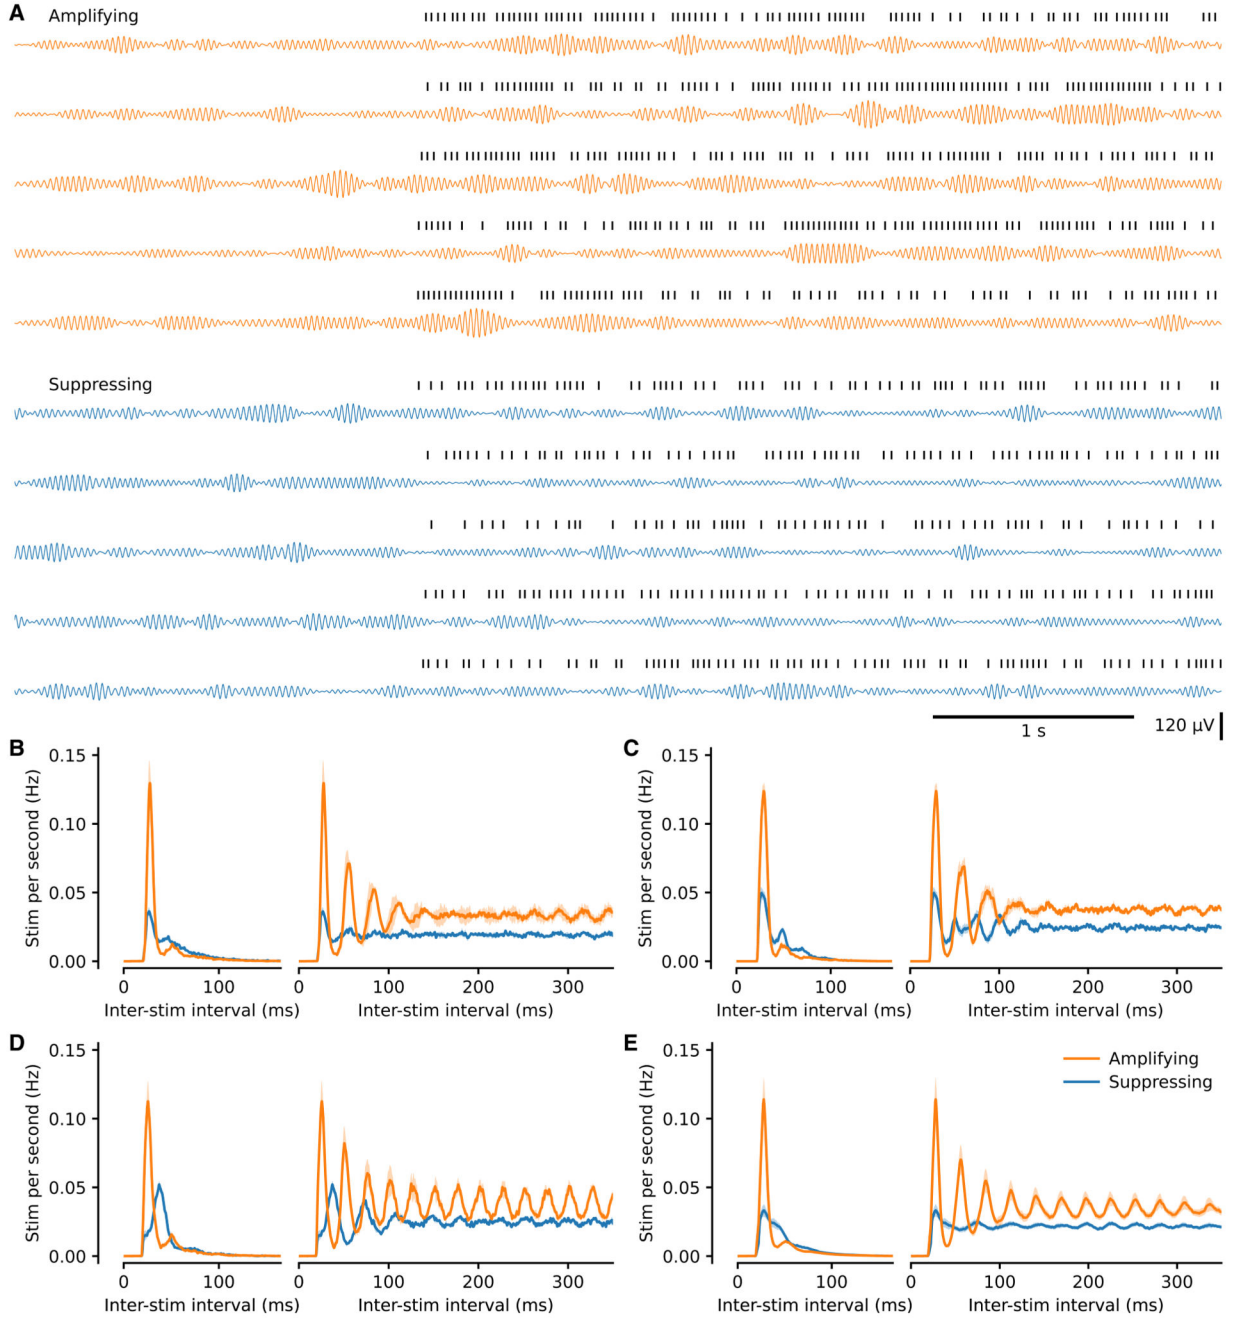 A Amplifying
Suppressing
1 s
120 µV
B
0.15
0.10
0.05
0.00
Stim per second (Hz)
0 100
Inter-stim interval (ms)
0 100 200 300
Inter-stim interval (ms)
C
0.15
0.10
0.05
0.00
Stim per second (Hz)
0 100
Inter-stim interval (ms)
0 100 200 300
Inter-stim interval (ms)
D
0.15
0.10
0.05
0.00
Stim per second (Hz)
0 100
Inter-stim interval (ms)
0 100 200 300
Inter-stim interval (ms)
E
0.15
0.10
0.05
0.00
Stim per second (Hz)
Amplifying
Suppressing
0 100
Inter-stim interval (ms)
0 100 200 300
Inter-stim interval (ms)